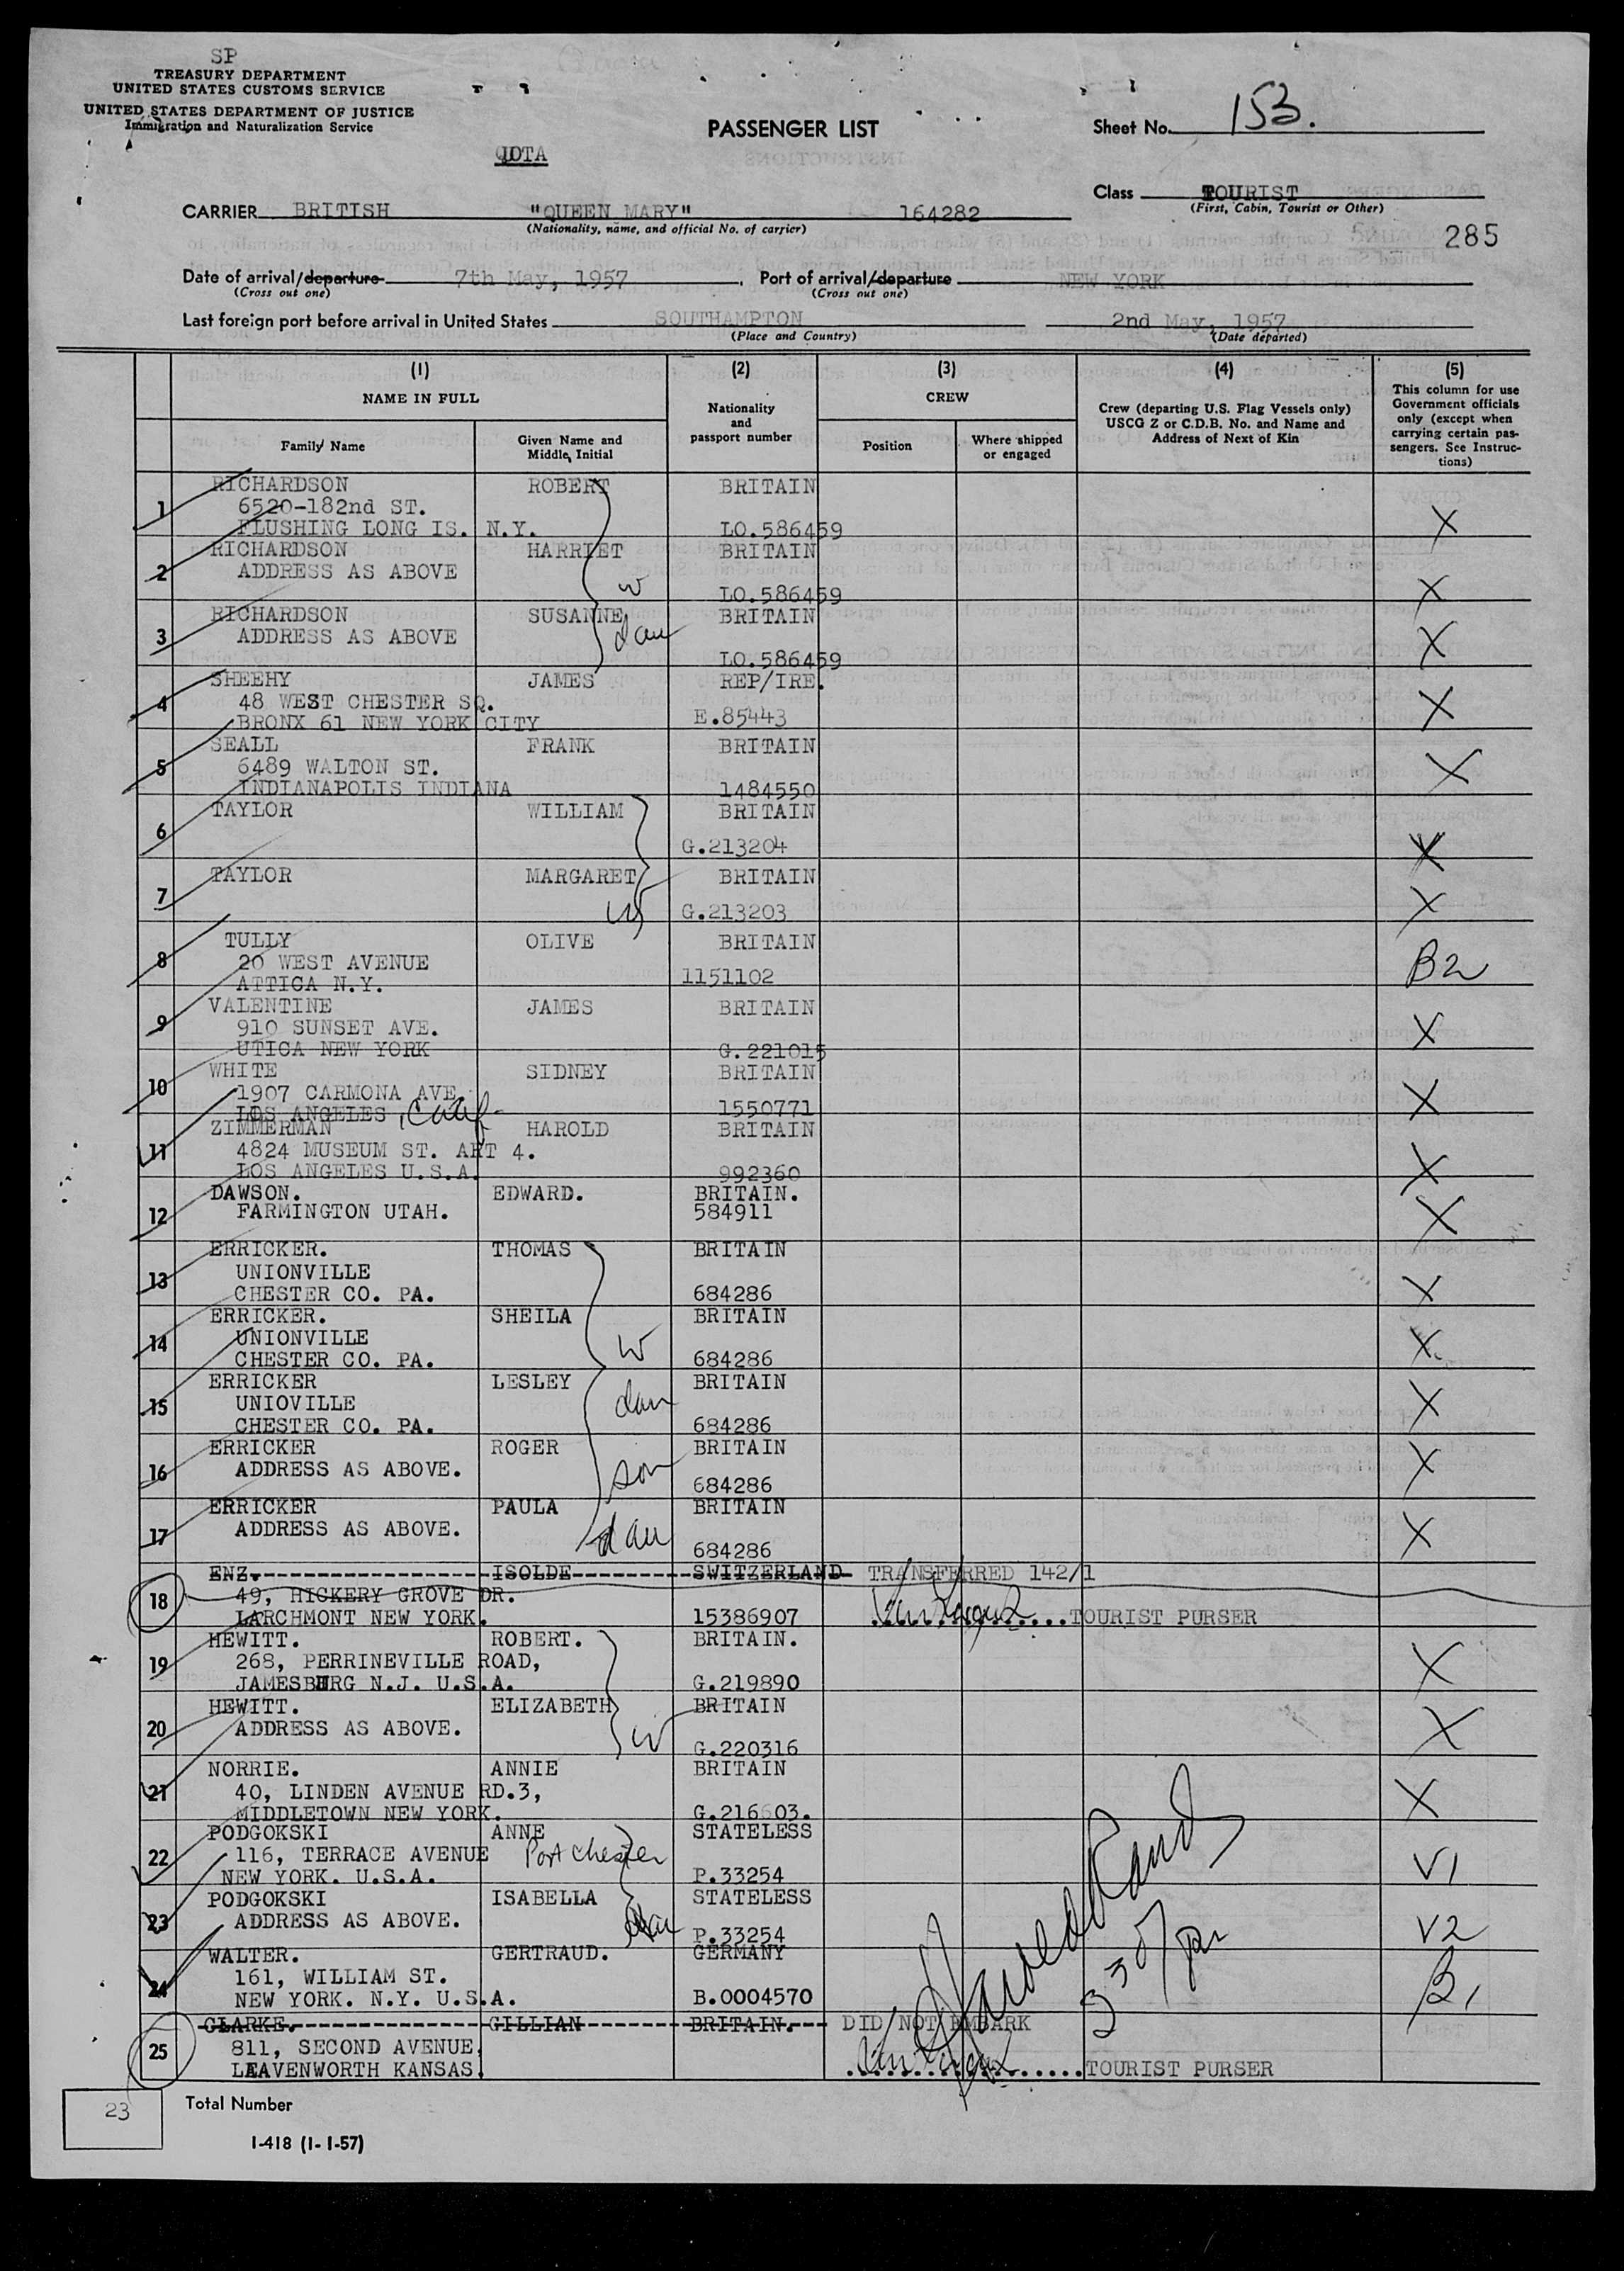 SP
TREASURY DEPARTMENT
UNITED STATES CUSTOMS SERVICE
UNITED STATES DEPARTMENT OF JUSTICE
Immigration and Naturalization Service
PASSENGER LIST
Sheet No. 153.
Class TOURIST
(First, Cabin, Tourist or Other)
CARRIER BRITISH "QUEEN MARY" 164282
(Nationality, name, and official No. of carrier)
285
Date of arrival/departure 7th May, 1957. Port of arrival/departure NEW YORK
(Cross out one) (Cross out one)
Last foreign port before arrival in United States SOUTHAMPTON 2nd May, 1957
(Place and Country) (Date departed)
(1) (2) (3) (4) (5)
NAME IN FULL
Family Name
Given Name and
Middle Initial
Nationality
and
passport number
CREW
Position
Where shipped
or engaged
Crew (departing U.S. Flag Vessels only)
USCG Z or C.D.B. No. and Name and
Address of Next of Kin
This column for use
Government officials
only (except when
carrying certain pas-
sengers. See Instruc-
tions)
1 RICHARDSON ROBERT BRITAIN
6520-182nd ST.
FLUSHING LONG IS. N.Y. LO.586459 X
2 RICHARDSON HARRIET BRITAIN
ADDRESS AS ABOVE w
LO.586459 X
3 RICHARDSON SUSANNE BRITAIN
ADDRESS AS ABOVE dau
LO.586459 X
4 SHEEHY JAMES REP/IRE.
48 WEST CHESTER SQ.
BRONX 61 NEW YORK CITY E.85443 X
5 SEALL FRANK BRITAIN
6489 WALTON ST.
INDIANAPOLIS INDIANA 1484550 X
6 TAYLOR WILLIAM BRITAIN
G.213204 X
7 TAYLOR MARGARET BRITAIN
w G.213203 X
8 TULLY OLIVE BRITAIN
20 WEST AVENUE
ATTICA N.Y. 1151102 B2
9 VALENTINE JAMES BRITAIN
910 SUNSET AVE.
UTICA NEW YORK G.221015 X
10 WHITE SIDNEY BRITAIN
1907 CARMONA AVE
LOS ANGELES, Calif- 1550771 X
11 ZIMMERMAN HAROLD BRITAIN
4824 MUSEUM ST. APT 4.
LOS ANGELES U.S.A. 992360 X
12 DAWSON. EDWARD. BRITAIN.
FARMINGTON UTAH. 584911 X
13 ERRICKER. THOMAS BRITAIN
UNIONVILLE
CHESTER CO. PA. 684286 X
14 ERRICKER. SHEILA BRITAIN
UNIONVILLE W
CHESTER CO. PA. 684286 X
15 ERRICKER LESLEY BRITAIN
UNIOVILLE dau
CHESTER CO. PA. 684286 X
16 ERRICKER ROGER BRITAIN
ADDRESS AS ABOVE. son
684286 X
17 ERRICKER PAULA BRITAIN
ADDRESS AS ABOVE. dau
684286 X
18 ENZ. ISOLDE SWITZERLAND TRANSFERRED 142/1
49, HICKERY GROVE DR.
LARCHMONT NEW YORK. 15386907 TOURIST PURSER
19 HEWITT. ROBERT. BRITAIN.
268, PERRINEVILLE ROAD,
JAMESBURG N.J. U.S.A. G.219890 X
20 HEWITT. ELIZABETH BRITAIN
ADDRESS AS ABOVE. w
G.220316 X
21 NORRIE. ANNIE BRITAIN
40, LINDEN AVENUE RD.3,
MIDDLETOWN NEW YORK. G.216603. X
22 PODGOKSKI ANNE STATELESS
116, TERRACE AVENUE Port chester
NEW YORK. U.S.A. P.33254 V1
23 PODGOKSKI ISABELLA STATELESS
ADDRESS AS ABOVE. dau
P.33254 V2
24 WALTER. GERTRAUD. GERMANY
161, WILLIAM ST.
NEW YORK. N.Y. U.S.A. B.0004570 B1
25 CLARKE. GILLIAN BRITAIN. DID NOT EMBARK
811, SECOND AVENUE,
LEAVENWORTH KANSAS. TOURIST PURSER
23 Total Number
I-418 (1-1-57)